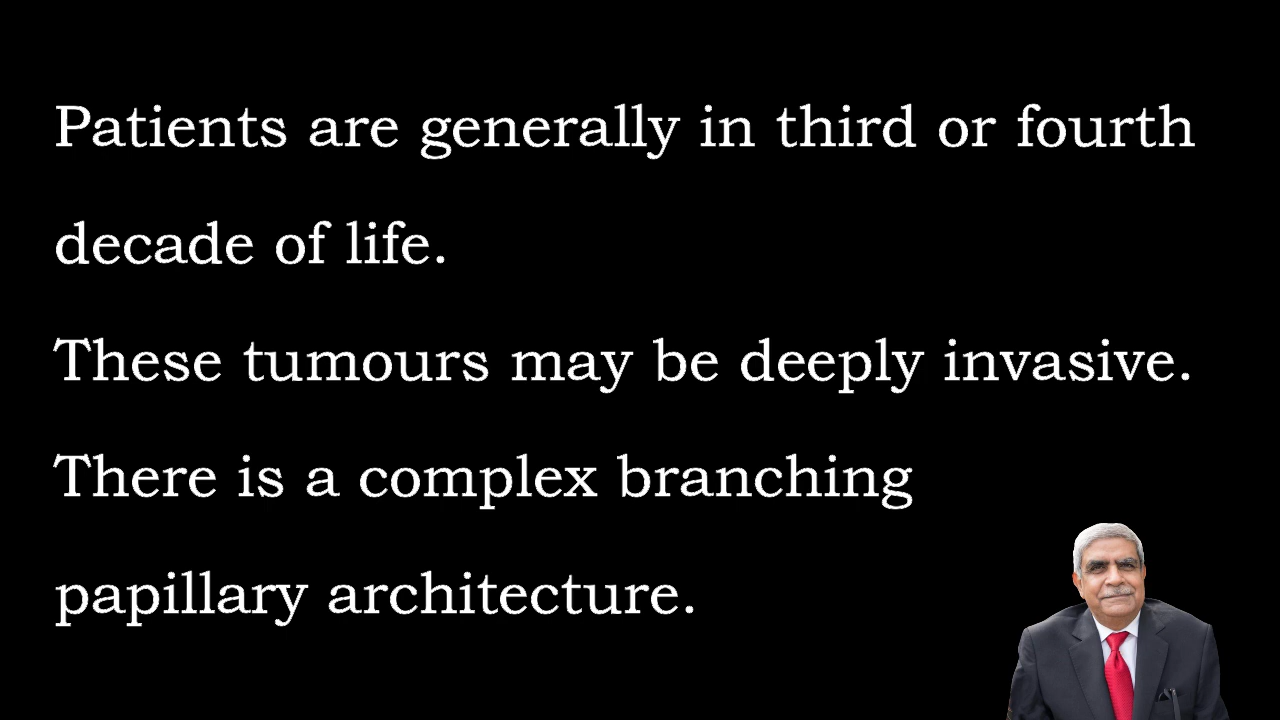 Patients are generally in third or fourth
decade of life.
These tumours may be deeply invasive.
There is a complex branching
papillary architecture.